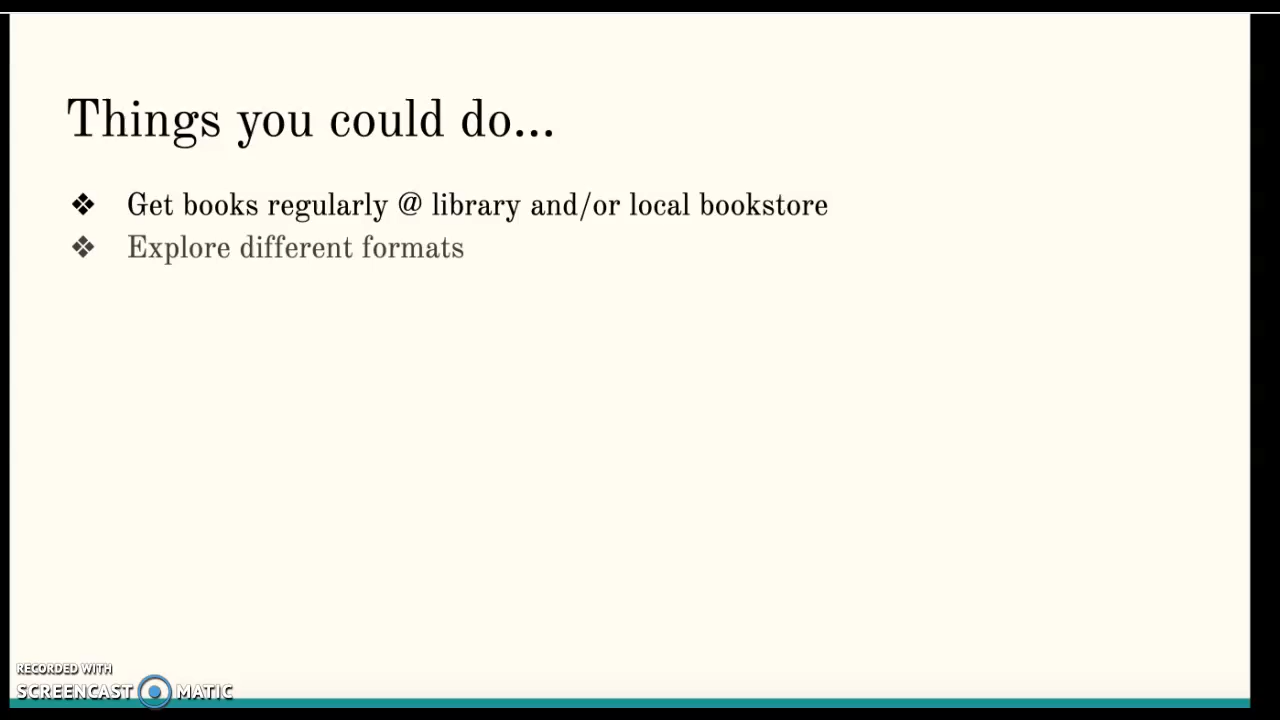 Things you could do...
❖ Get books regularly @ library and/or local bookstore
❖ Explore different formats
RECORDED WITH
SCREENCAST MATIC